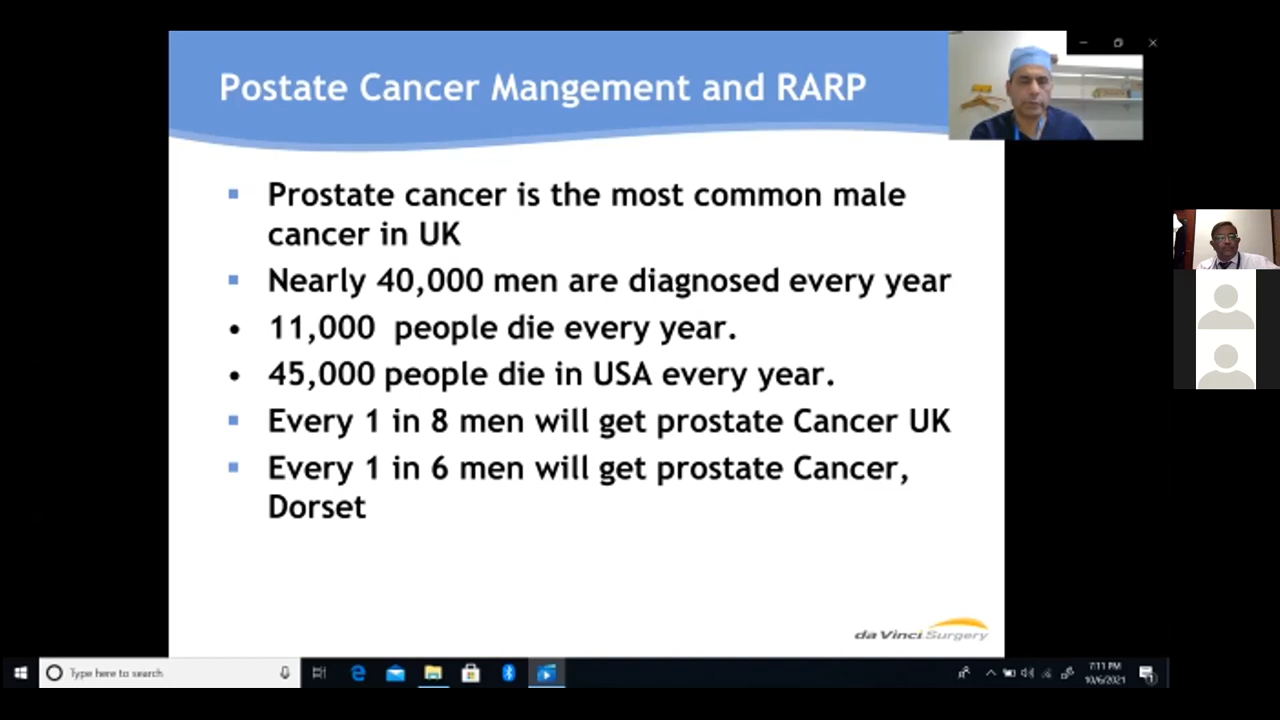 Postate Cancer Mangement and RARP
Prostate cancer is the most common male
cancer in UK
Nearly 40,000 men are diagnosed every year
11,000 people die every year.
45,000 people die in USA every year.
Every 1 in 8 men will get prostate Cancer UK
Every 1 in 6 men will get prostate Cancer,
Dorset
da Vinci Surgery
Type here to search
7:11 PM
10/6/2021
1